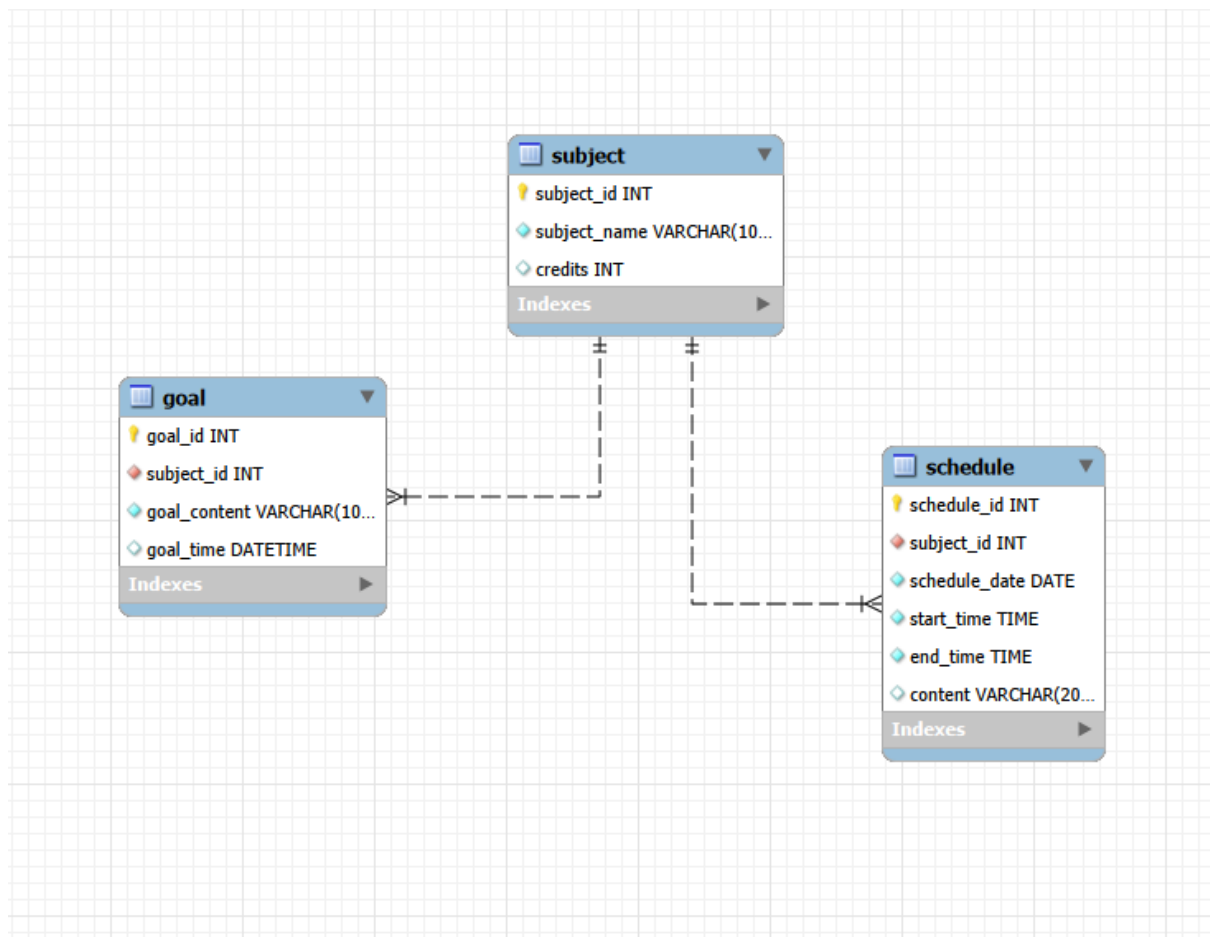 subject
subject_id INT
subject_name VARCHAR(10...
credits INT
Indexes
goal
goal_id INT
subject_id INT
goal_content VARCHAR(10...
goal_time DATETIME
Indexes
schedule
schedule_id INT
subject_id INT
schedule_date DATE
start_time TIME
end_time TIME
content VARCHAR(20...
Indexes